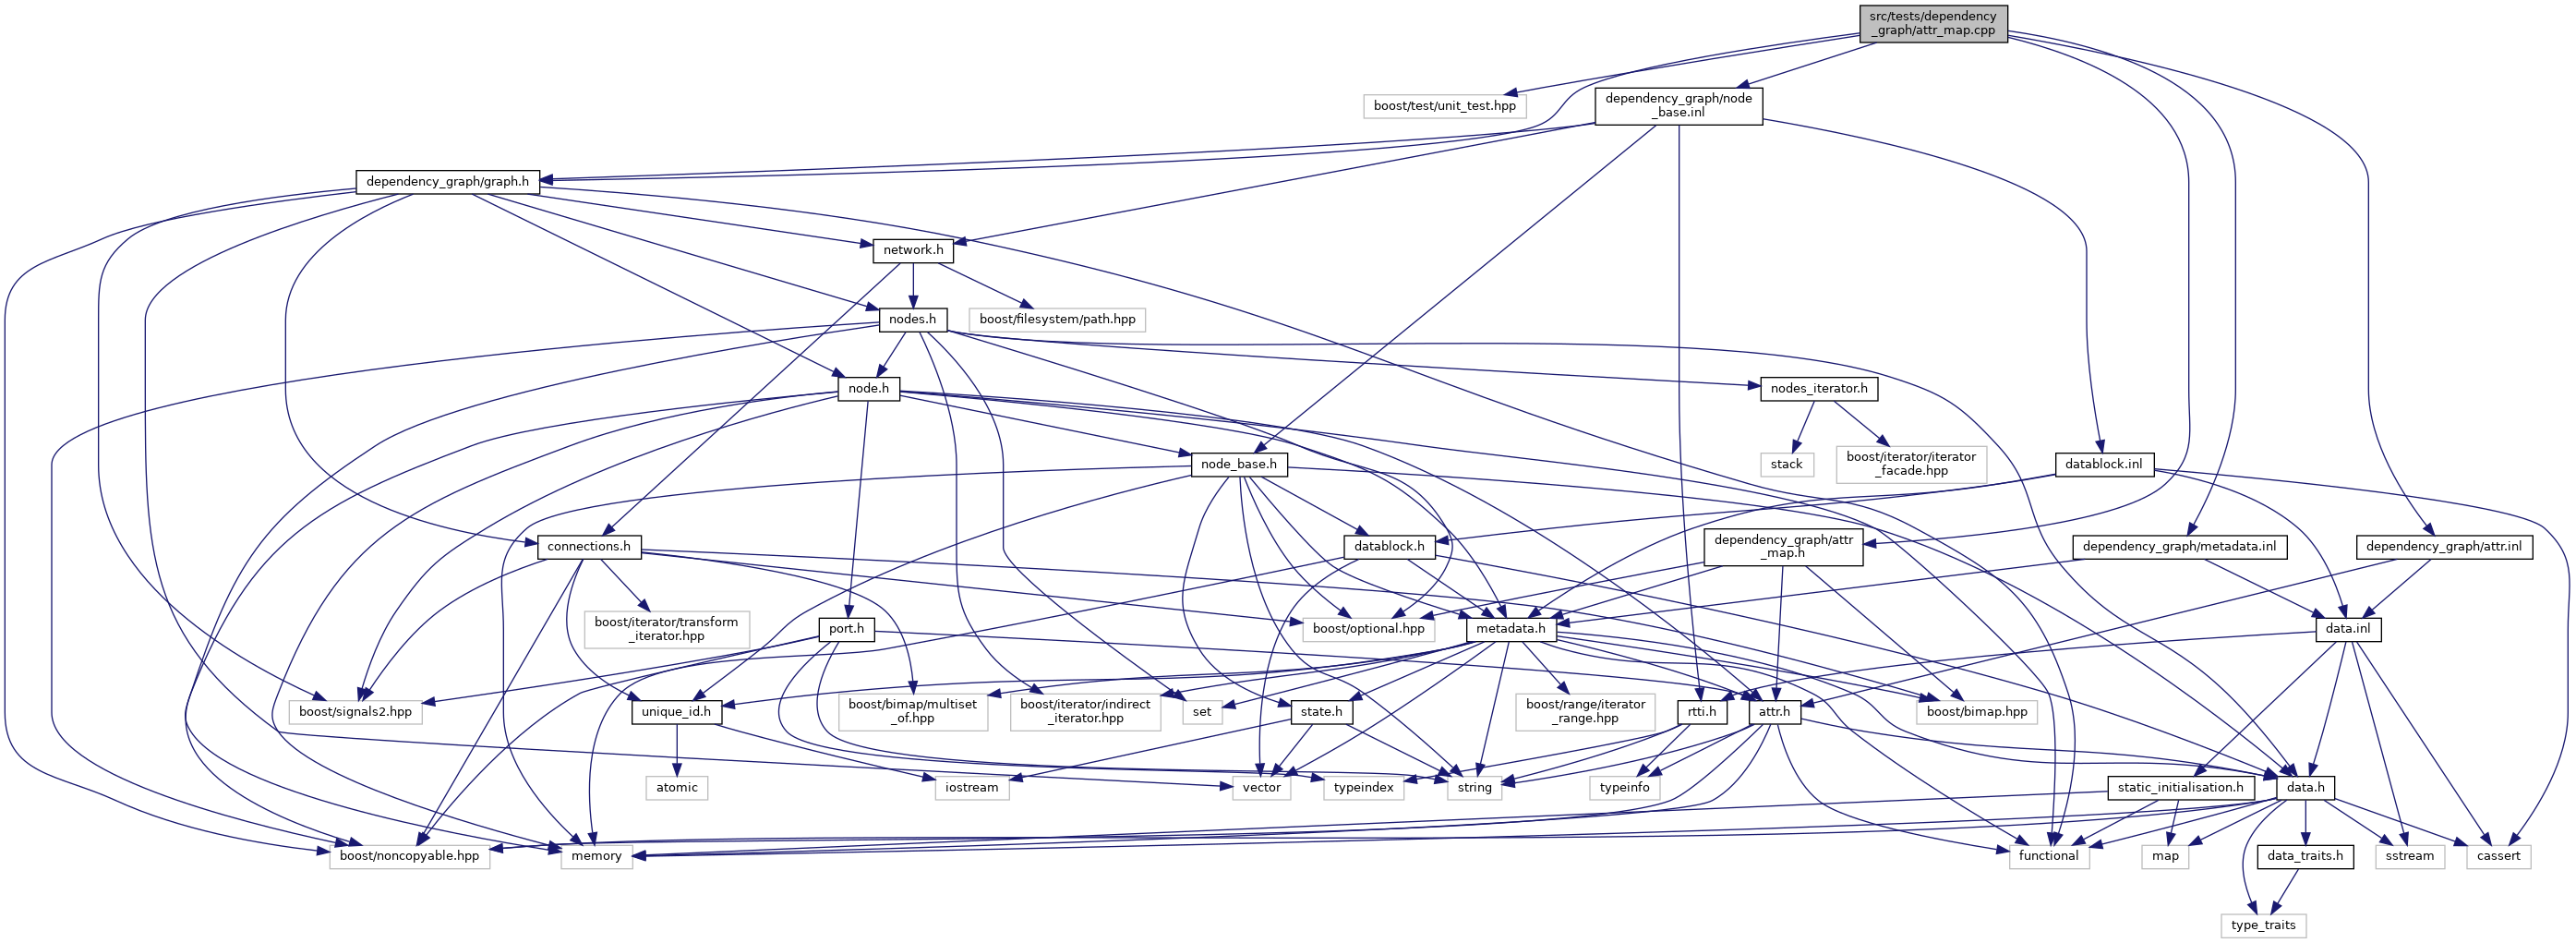 src/tests/dependency
_graph/attr_map.cpp
boost/test/unit_test.hpp
dependency_graph/node
_base.inl
dependency_graph/graph.h
network.h
nodes.h
boost/filesystem/path.hpp
node.h
nodes_iterator.h
node_base.h
stack
boost/iterator/iterator
_facade.hpp
datablock.inl
connections.h
datablock.h
dependency_graph/attr
_map.h
dependency_graph/metadata.inl
dependency_graph/attr.inl
boost/iterator/transform
_iterator.hpp
port.h
boost/optional.hpp
metadata.h
data.inl
boost/signals2.hpp
unique_id.h
boost/bimap/multiset
_of.hpp
boost/iterator/indirect
_iterator.hpp
set
state.h
boost/range/iterator
_range.hpp
rtti.h
attr.h
boost/bimap.hpp
atomic
iostream
vector
typeindex
string
typeinfo
static_initialisation.h
data.h
boost/noncopyable.hpp
memory
functional
map
data_traits.h
sstream
cassert
type_traits